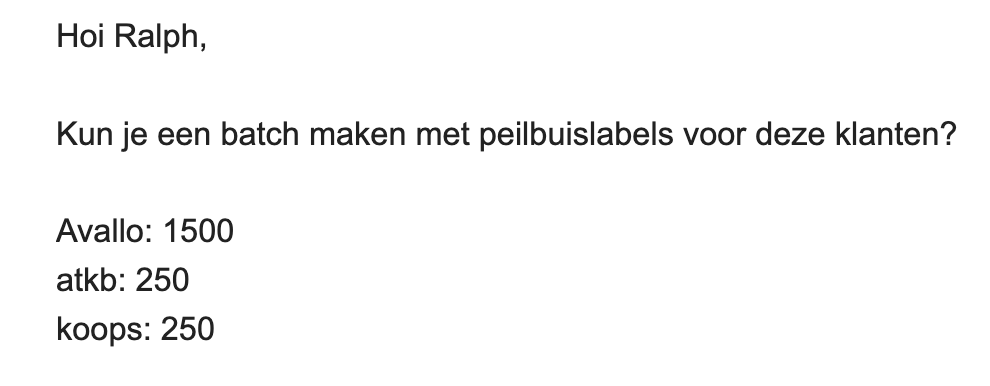 Hoi Ralph,
Kun je een batch maken met peilbuislabels voor deze klanten?
Avallo: 1500
atkb: 250
koops: 250